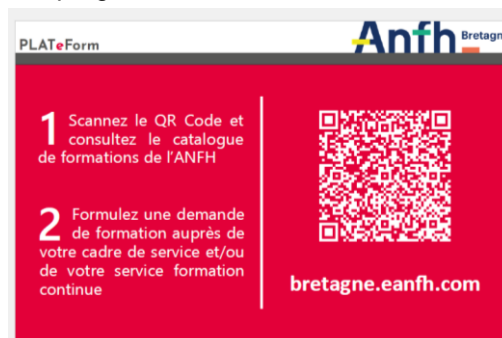 PLATeForm
Anfh Bretagn
1 Scannez le QR Code et
consultez le catalogue
de formations de l'ANFH
2 Formulez une demande
de formation auprès de
votre cadre de service et/ou
de votre service formation
continue
bretagne.eanfh.com